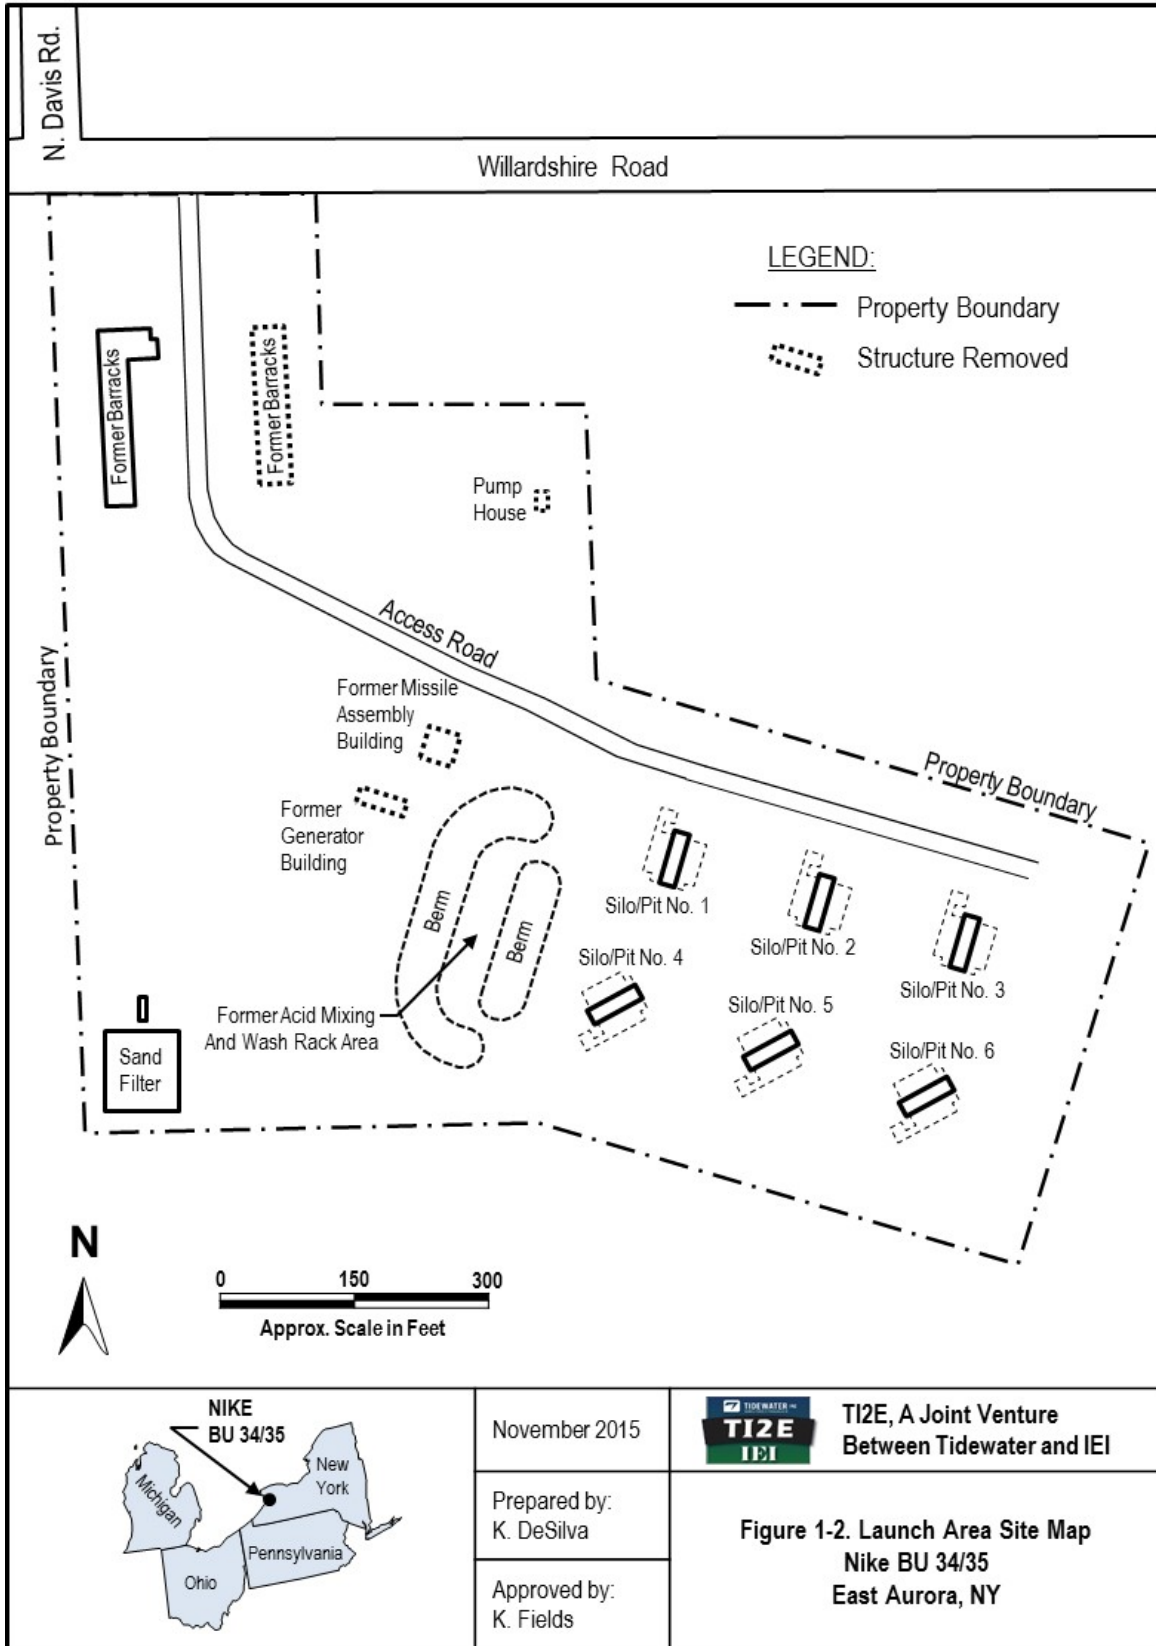 N. Davis Rd.
Willardshire Road
LEGEND:
Property Boundary
Structure Removed
Former Barracks
Former Barracks
Pump
House
Access Road
Former Missile
Assembly
Building
Property Boundary
Property Boundary
Former
Generator
Building
Berm
Berm
Silo/Pit No. 1
Silo/Pit No. 2
Silo/Pit No. 3
Silo/Pit No. 4
Silo/Pit No. 5
Silo/Pit No. 6
Former Acid Mixing
And Wash Rack Area
Sand
Filter
N
0 150 300
Approx. Scale in Feet
NIKE
BU 34/35
New
York
Michigan
Pennsylvania
Ohio
November 2015
Prepared by:
K. DeSilva
Approved by:
K. Fields
TIDEWATER
TI2E
IEI
TI2E, A Joint Venture
Between Tidewater and IEI
Figure 1-2. Launch Area Site Map
Nike BU 34/35
East Aurora, NY